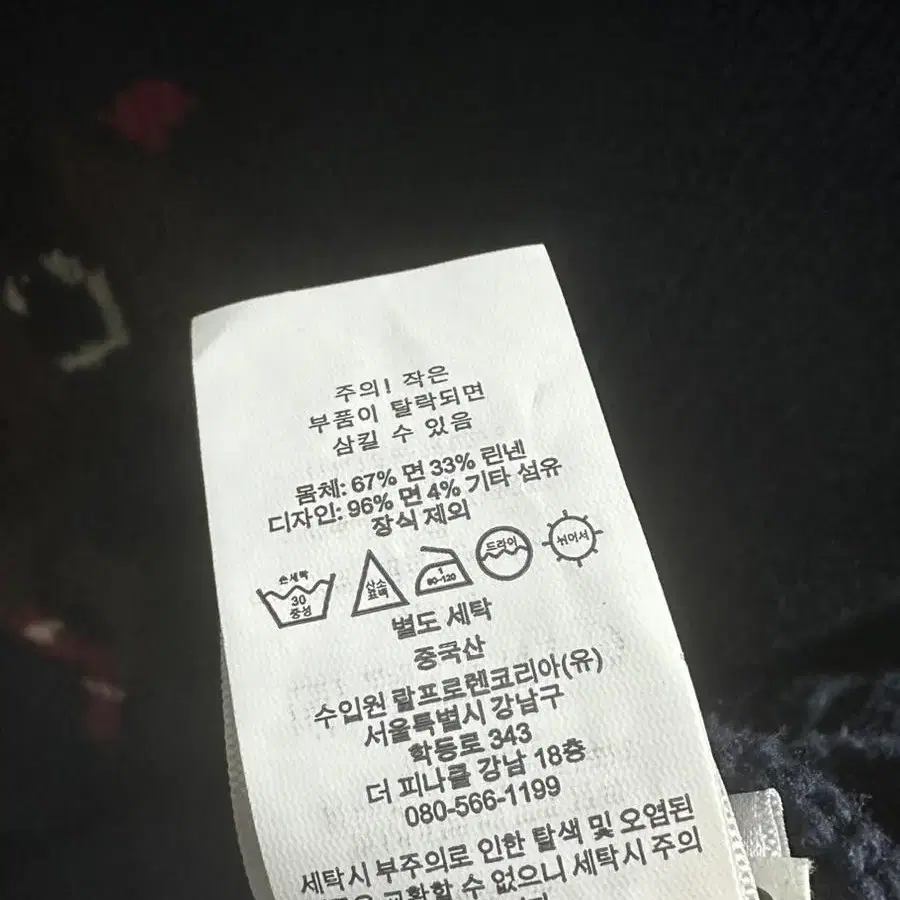 주의! 작은
부품이 탈락되면
삼킬 수 있음
몸체: 67% 면 33% 린넨
디자인: 96% 면 4% 기타 섬유
장식 제외
손세탁
30
중성
산소
표백
1
80-120
드라이
뉘어서
별도 세탁
중국산
수입원 랄프로렌코리아(유)
서울특별시 강남구
학동로 343
더 피나클 강남 18층
080-566-1199
세탁시 부주의로 인한 탈색 및 오염된
교환할 수 없으니 세탁시 주의